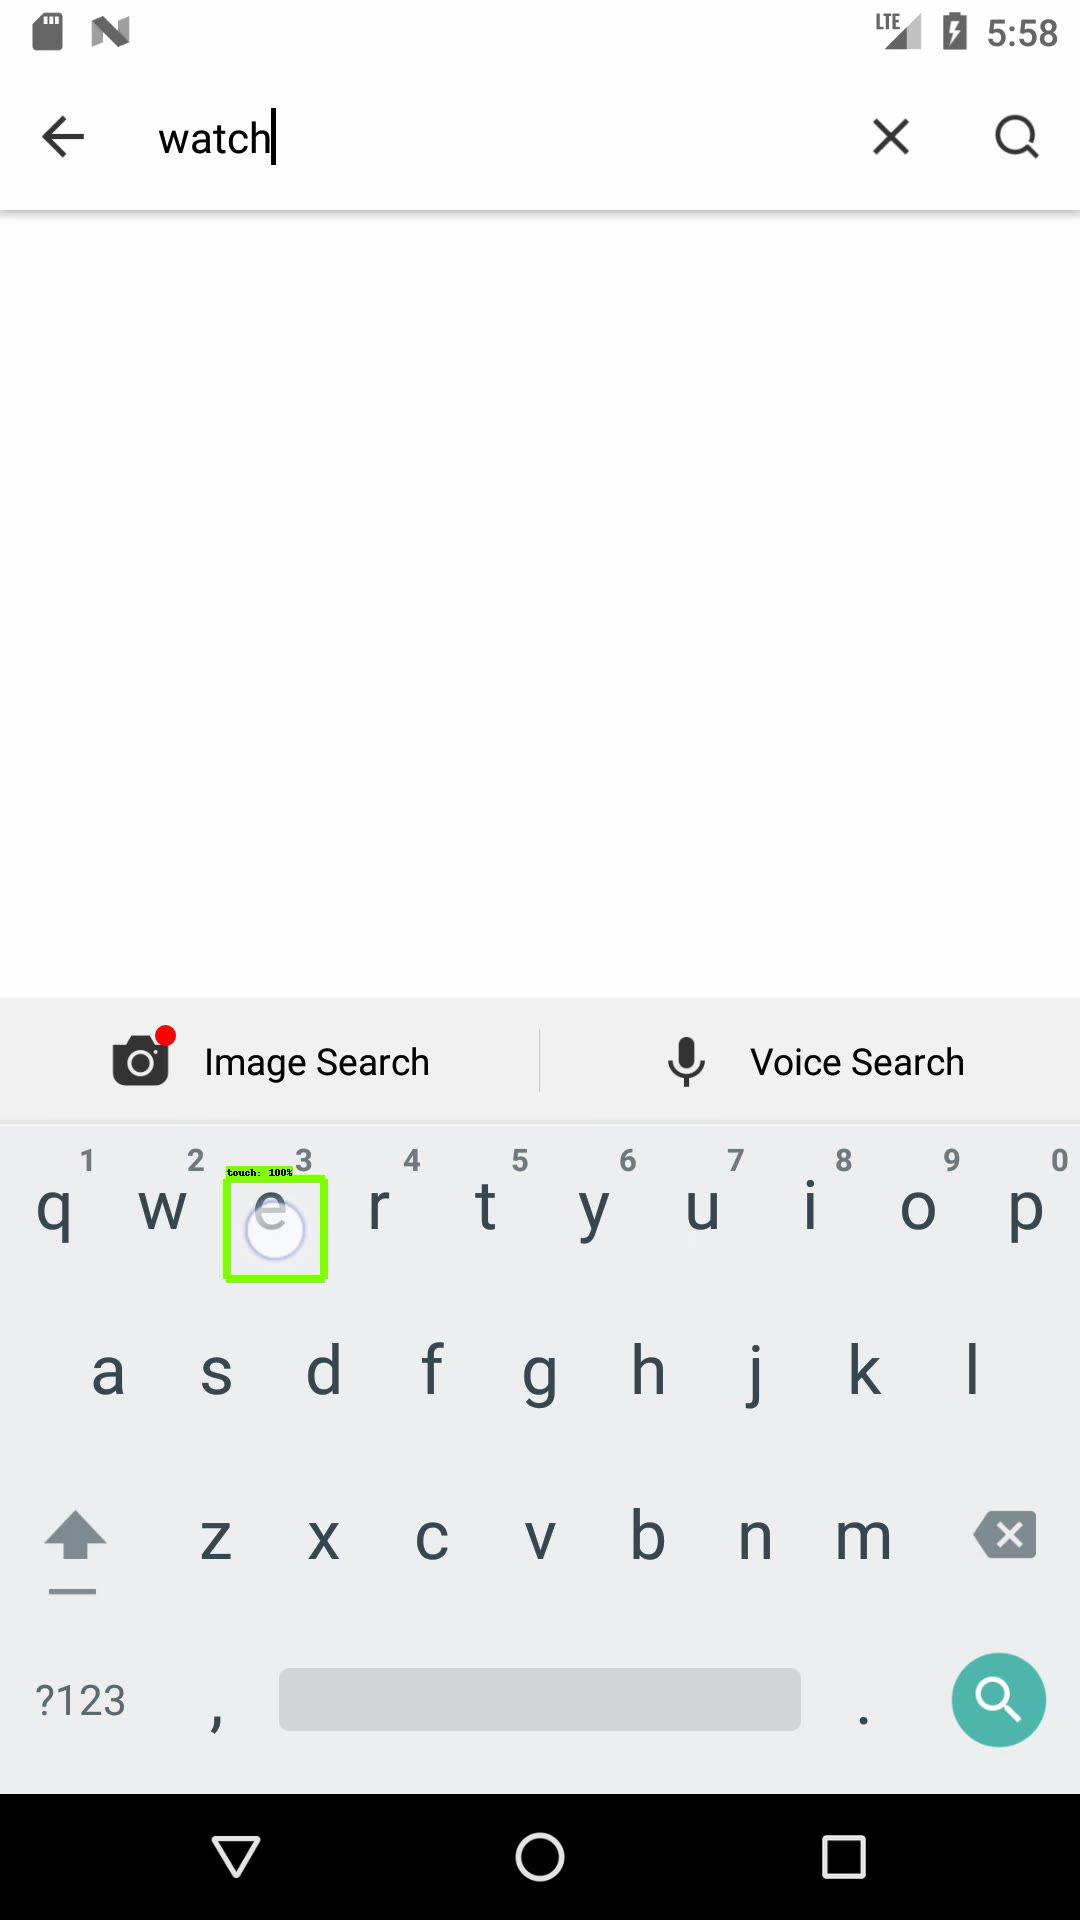 LTE 5:58
watch
Image Search Voice Search
1 2 3 4 5 6 7 8 9 0
touch: 100%
q w e r t y u i o p
a s d f g h j k l
z x c v b n m
?123 , .